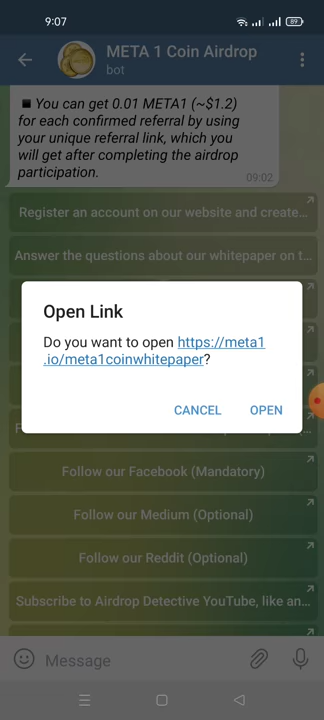 9:07
89
META 1 Coin Airdrop
bot
You can get 0.01 META1 (~$1.2)
for each confirmed referral by using
your unique referral link, which you
will get after completing the airdrop
participation.
09:02
Register an account on our website and create...
Answer the questions about our whitepaper on t...
Open Link
Do you want to open https://meta1
.io/meta1coinwhitepaper?
CANCEL
OPEN
Follow our Facebook (Mandatory)
Follow our Medium (Optional)
Follow our Reddit (Optional)
Subscribe to Airdrop Detective YouTube, like an...
Message